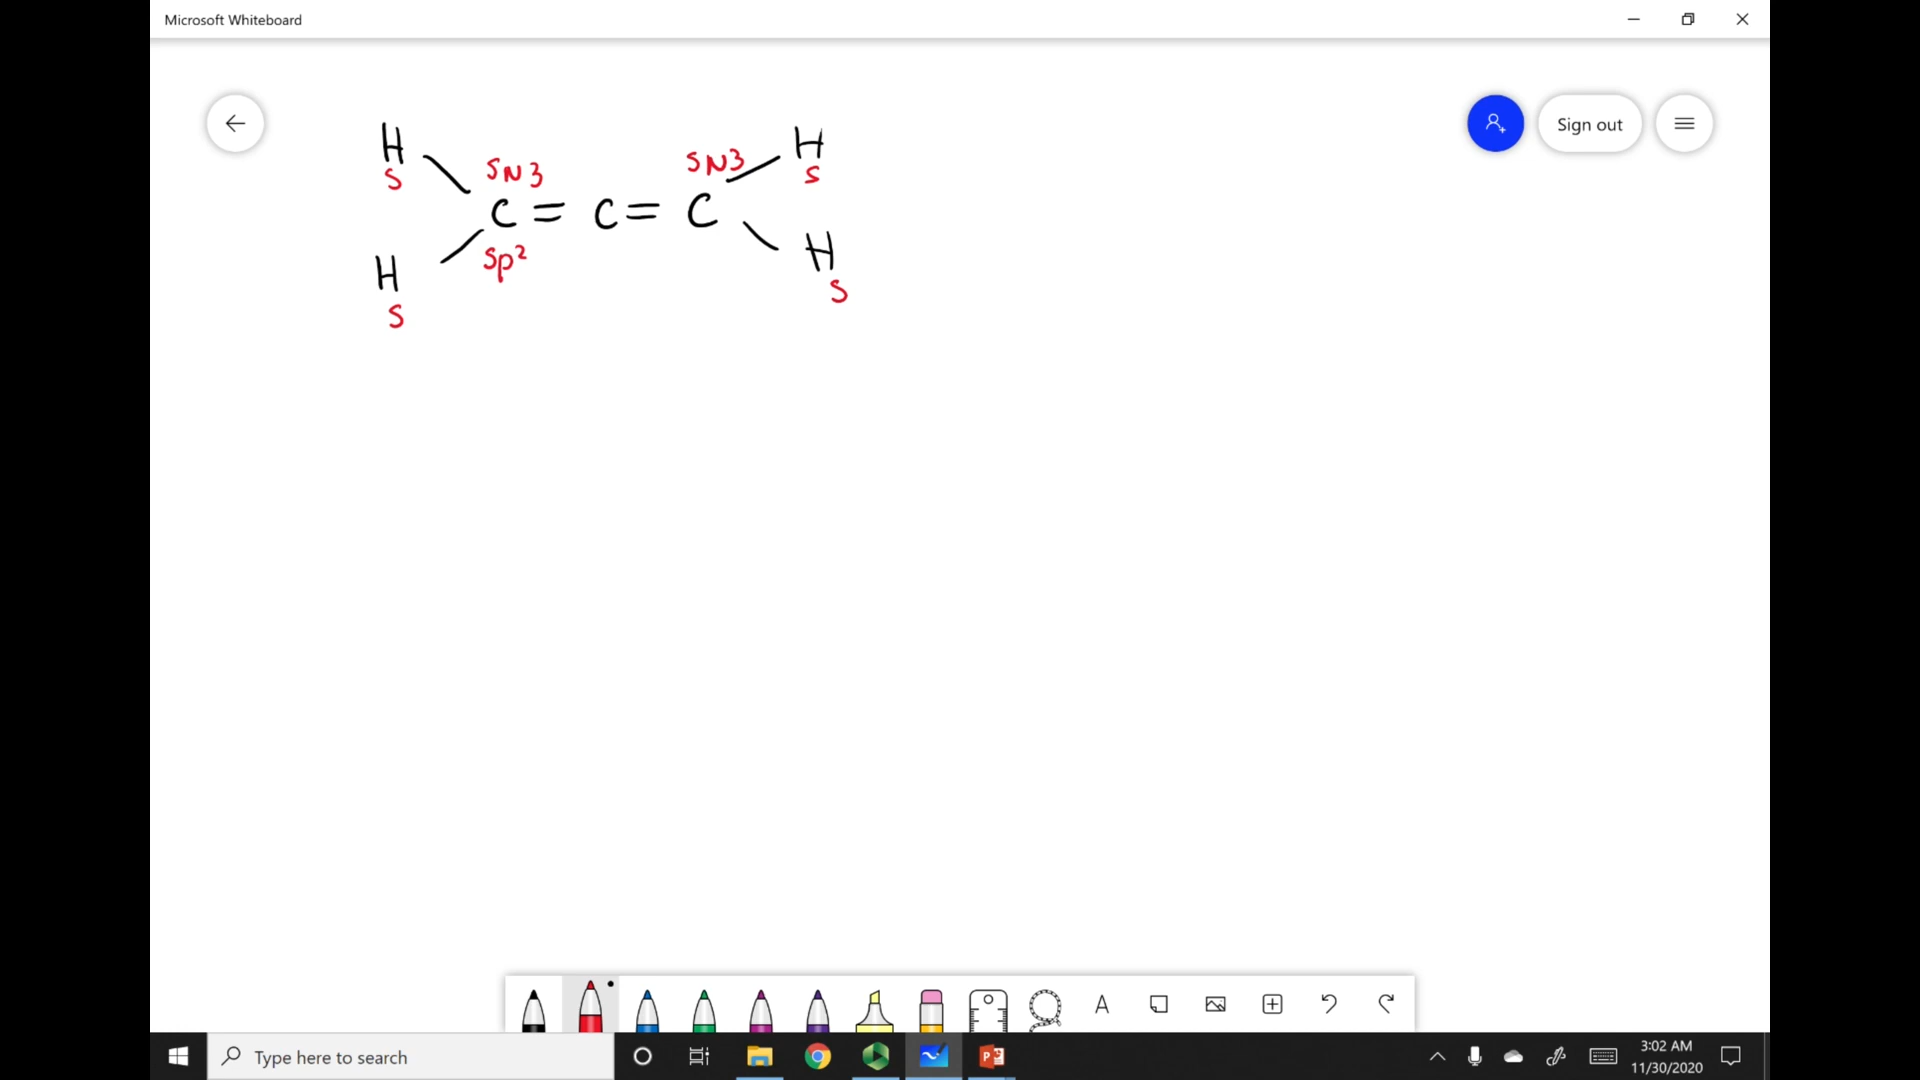 Microsoft Whiteboard
Sign out
H H
S SN3 SN3 S
C = C = C
H sp² H
S S
A
Type here to search
3:02 AM
11/30/2020